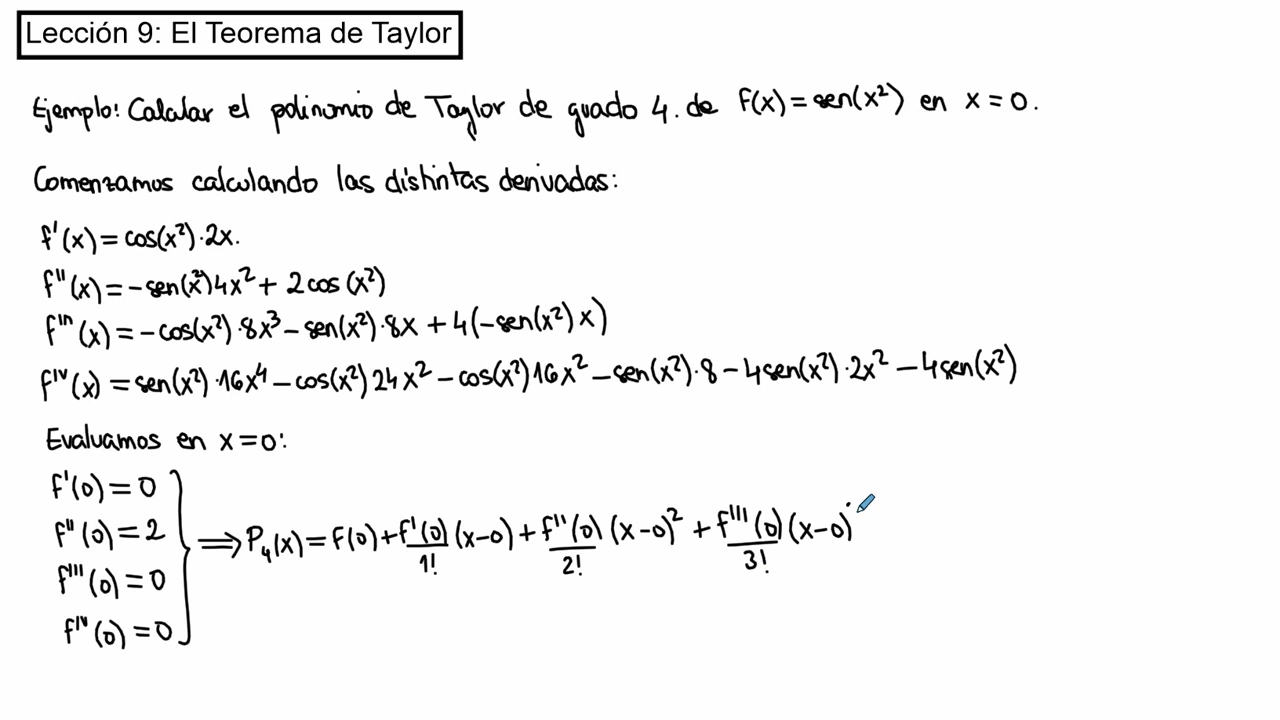 Lección 9: El Teorema de Taylor
Ejemplo: Calcular el polinomio de Taylor de guado 4. de f(x) = sen(x²) en x = 0.
Comenzamos calculando las distintas derivadas:
f'(x) = cos(x²)·2x.
f''(x) = -sen(x²)4x² + 2cos(x²)
f'''(x) = -cos(x²)·8x³ - sen(x²)·8x + 4(-sen(x²)x)
f^IV(x) = sen(x²)·16x⁴ - cos(x²)24x² - cos(x²)16x² - sen(x²)·8 - 4sen(x²)·2x² - 4sen(x²)
Evaluamos en x = 0:
f'(0) = 0
f''(0) = 2
f'''(0) = 0
f^IV(0) = 0
⟹ P₄(x) = f(0) + f'(0)/1! (x-0) + f''(0)/2! (x-0)² + f'''(0)/3! (x-0)